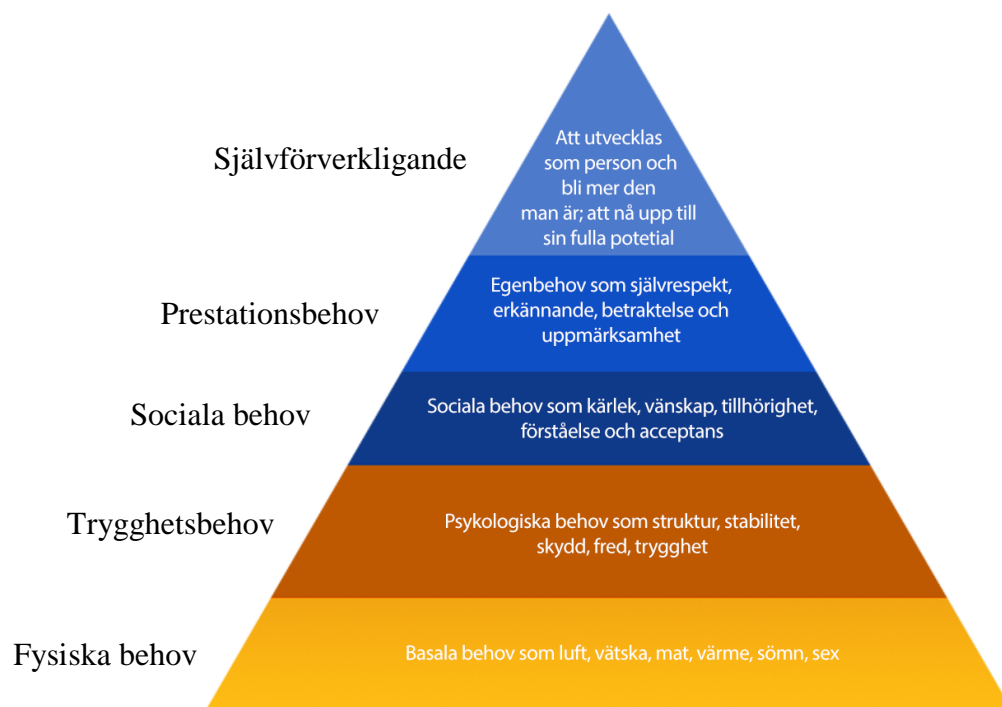 Självförverkligande
Att utvecklas
som person och
bli mer den
man är; att nå upp till
sin fulla potetial
Prestationsbehov
Egenbehov som självrespekt,
erkännande, betraktelse och
uppmärksamhet
Sociala behov
Sociala behov som kärlek, vänskap, tillhörighet,
förståelse och acceptans
Trygghetsbehov
Psykologiska behov som struktur, stabilitet,
skydd, fred, trygghet
Fysiska behov
Basala behov som luft, vätska, mat, värme, sömn, sex